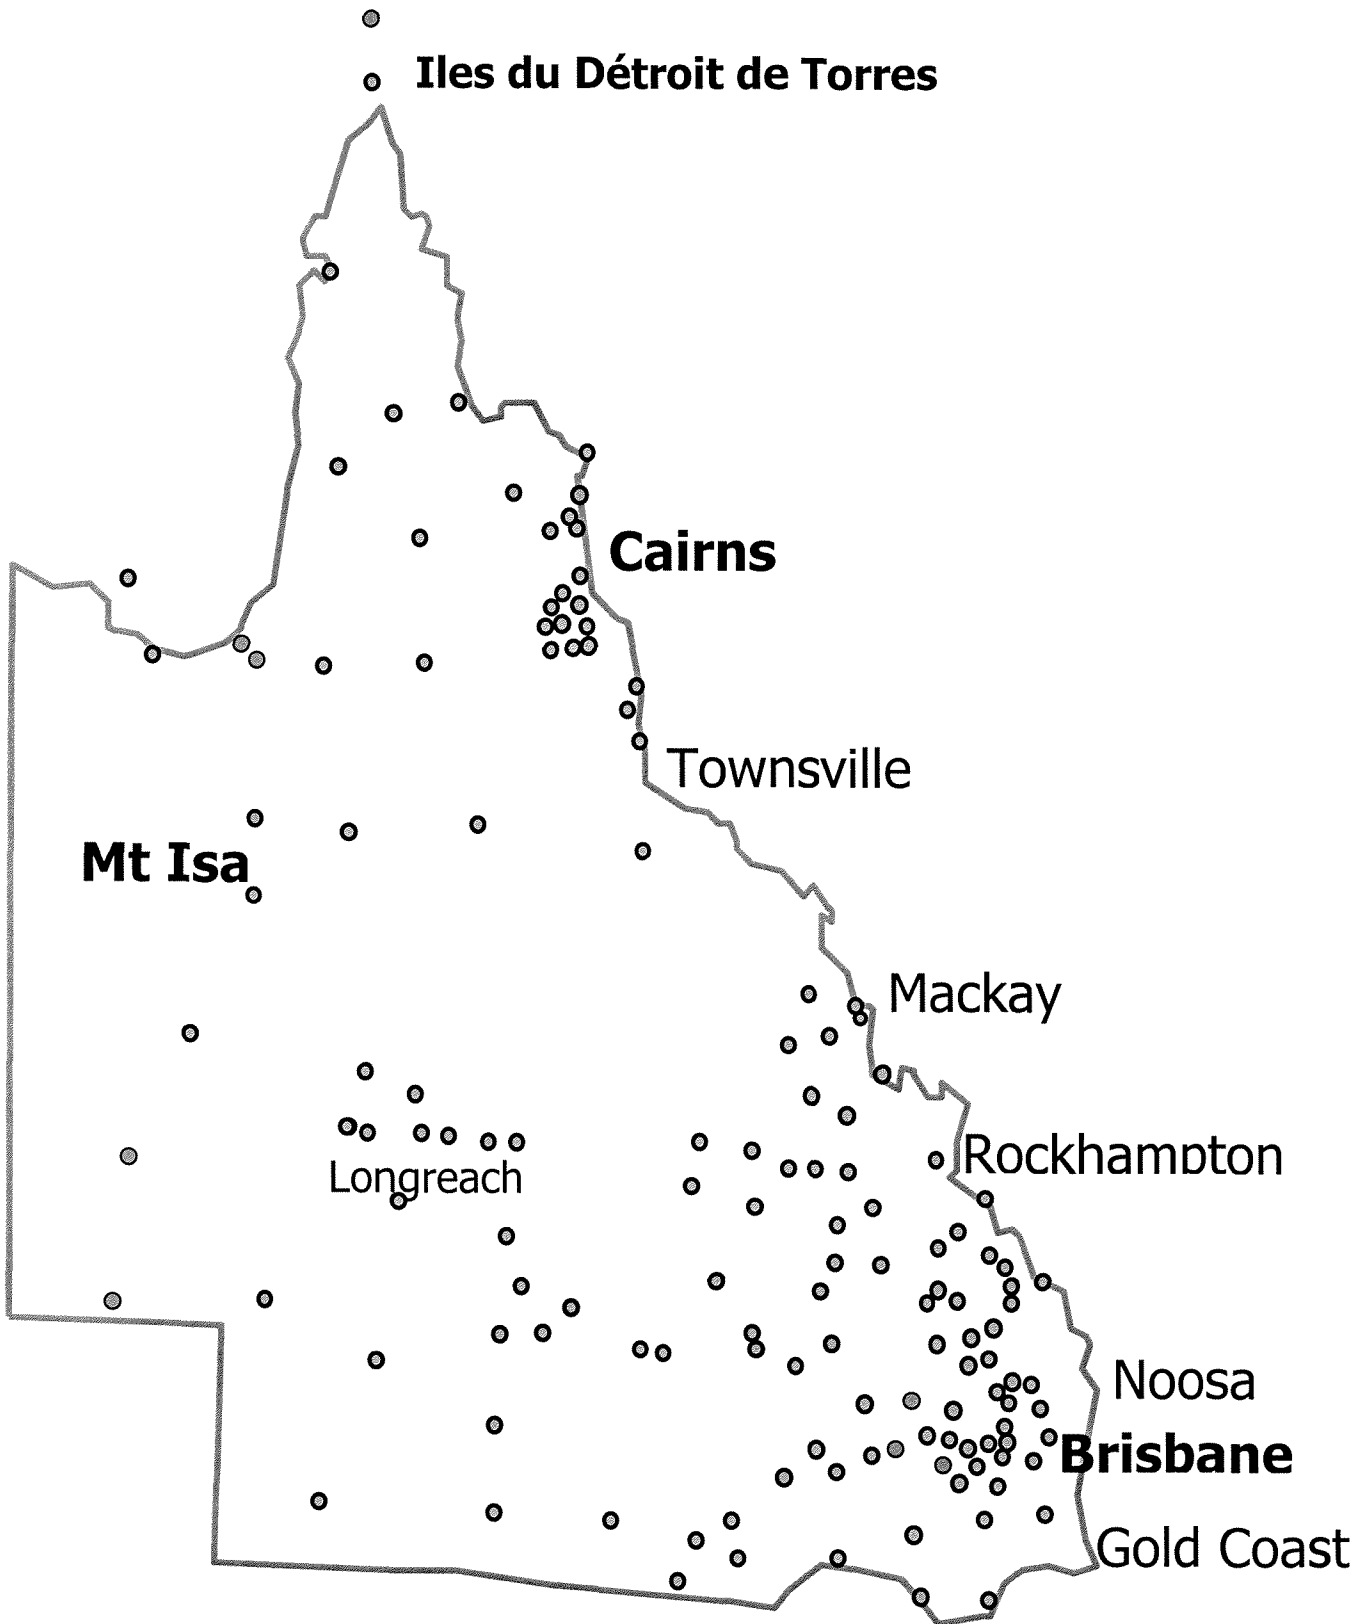 Iles du Détroit de Torres
Cairns
Townsville
Mt Isa
Mackay
Rockhampton
Longreach
Noosa
Brisbane
Gold Coast